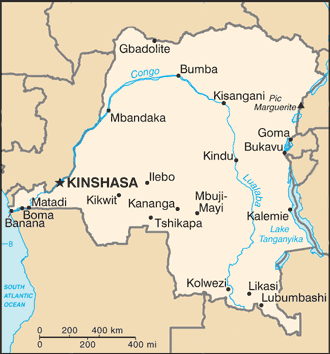 Gbadolite
Congo
Bumba
Kisangani
Pic
Marguerite
Mbandaka
Goma
Bukavu
Kindu
Lualaba
KINSHASA
Ilebo
Kikwit
Kananga
Mbuji-
Mayi
Tshikapa
Matadi
Boma
Banana
Kalemie
Lake
Tanganyika
SOUTH
ATLANTIC
OCEAN
Kolwezi
Likasi
Lubumbashi
0 200 400 km
0 200 400 mi